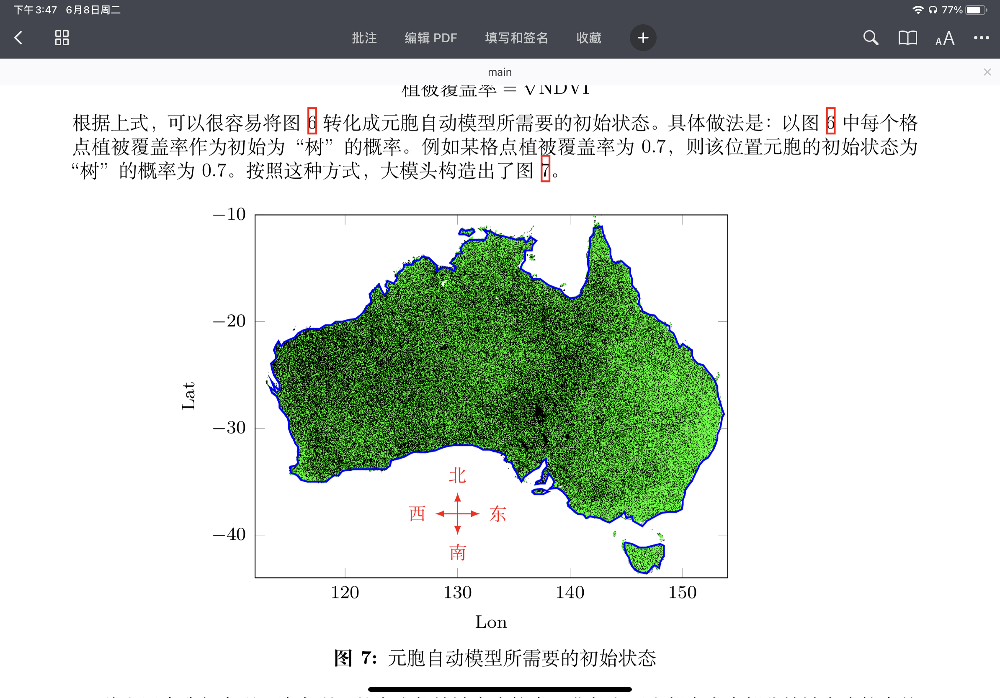 下午3:47 6月8日周二 77%
批注 编辑 PDF 填写和签名 收藏
AA
main
植被覆盖率 = √NDVI
根据上式，可以很容易将图 6 转化成元胞自动模型所需要的初始状态。具体做法是：以图 6 中每个格
点植被覆盖率作为初始为 “树” 的概率。例如某格点植被覆盖率为 0.7，则该位置元胞的初始状态为
“树” 的概率为 0.7。按照这种方式，大模头构造出了图 7。
−10
−20
−30
−40
Lat
北
西 东
南
120 130 140 150
Lon
图 7: 元胞自动模型所需要的初始状态